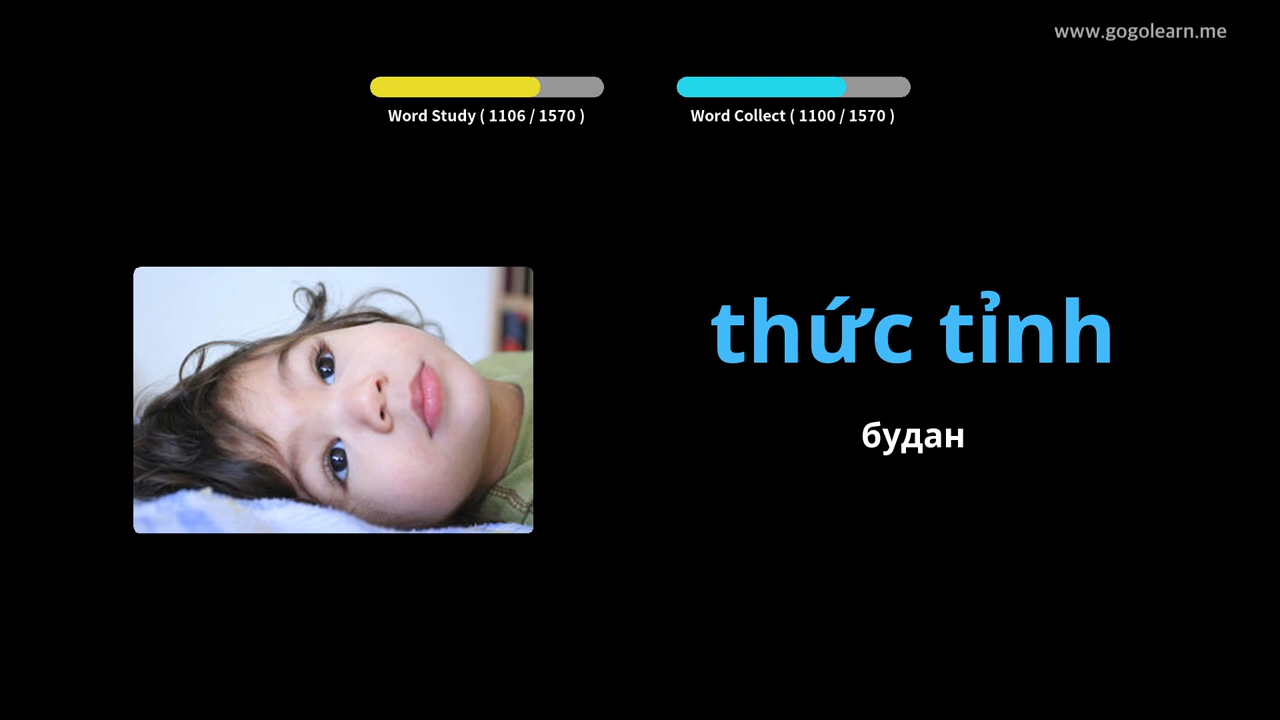 www.gogolearn.me
Word Study ( 1106 / 1570 )
Word Collect ( 1100 / 1570 )
thức tỉnh
будан